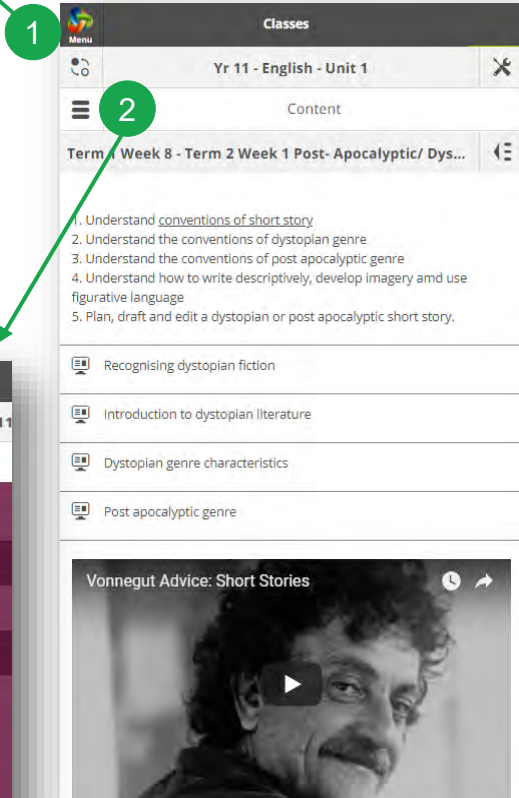 1
Menu
Classes
Yr 11 - English - Unit 1
2
Content
Term 1 Week 8 - Term 2 Week 1 Post- Apocalyptic/ Dys...
1. Understand conventions of short story
2. Understand the conventions of dystopian genre
3. Understand the conventions of post apocalyptic genre
4. Understand how to write descriptively, develop imagery amd use
figurative language
5. Plan, draft and edit a dystopian or post apocalyptic short story.
11
Recognising dystopian fiction
Introduction to dystopian literature
Dystopian genre characteristics
Post apocalyptic genre
Vonnegut Advice: Short Stories